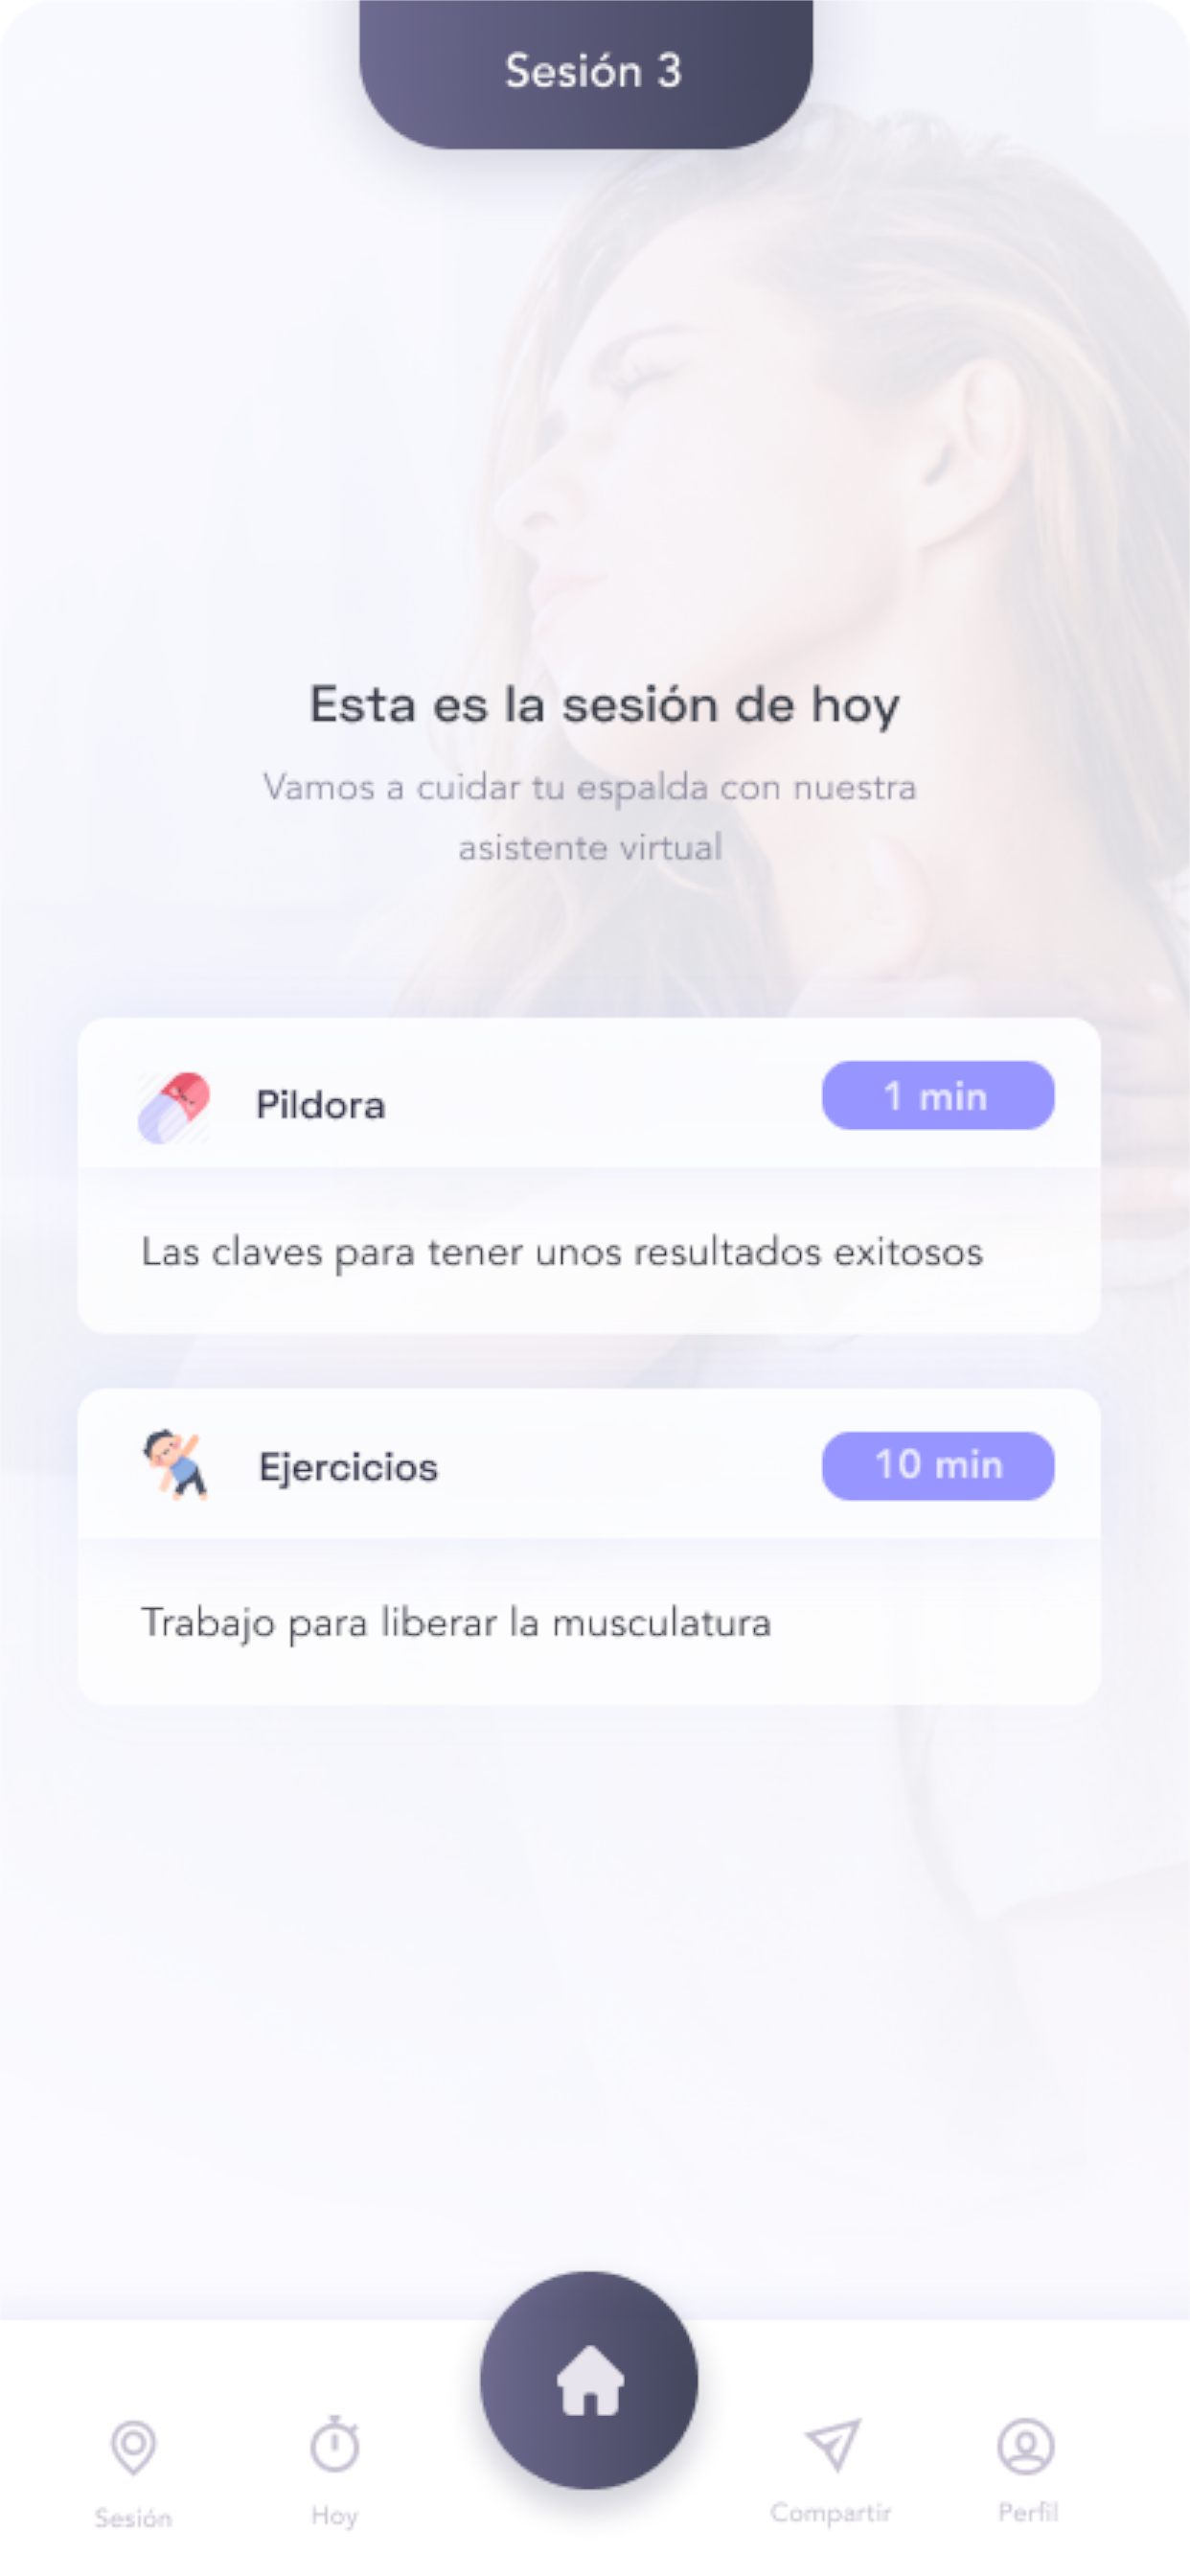 Sesión 3
Esta es la sesión de hoy
Vamos a cuidar tu espalda con nuestra
asistente virtual
Pildora
1 min
Las claves para tener unos resultados exitosos
Ejercicios
10 min
Trabajo para liberar la musculatura
Sesión
Hoy
Compartir
Perfil